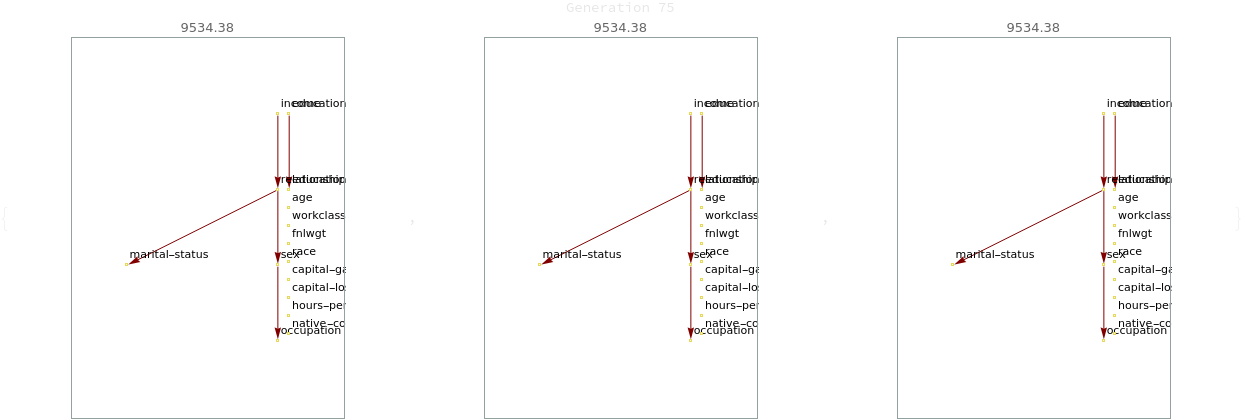 Generation 75
9534.38
9534.38
9534.38
income education
income education
income education
relationship
relationship
relationship
age
age
age
workclass
workclass
workclass
fnlwgt
fnlwgt
fnlwgt
marital-status sex race
marital-status sex race
marital-status sex race
capital-ga
capital-ga
capital-ga
capital-lo
capital-lo
capital-lo
hours-per
hours-per
hours-per
native-co
native-co
native-co
occupation
occupation
occupation